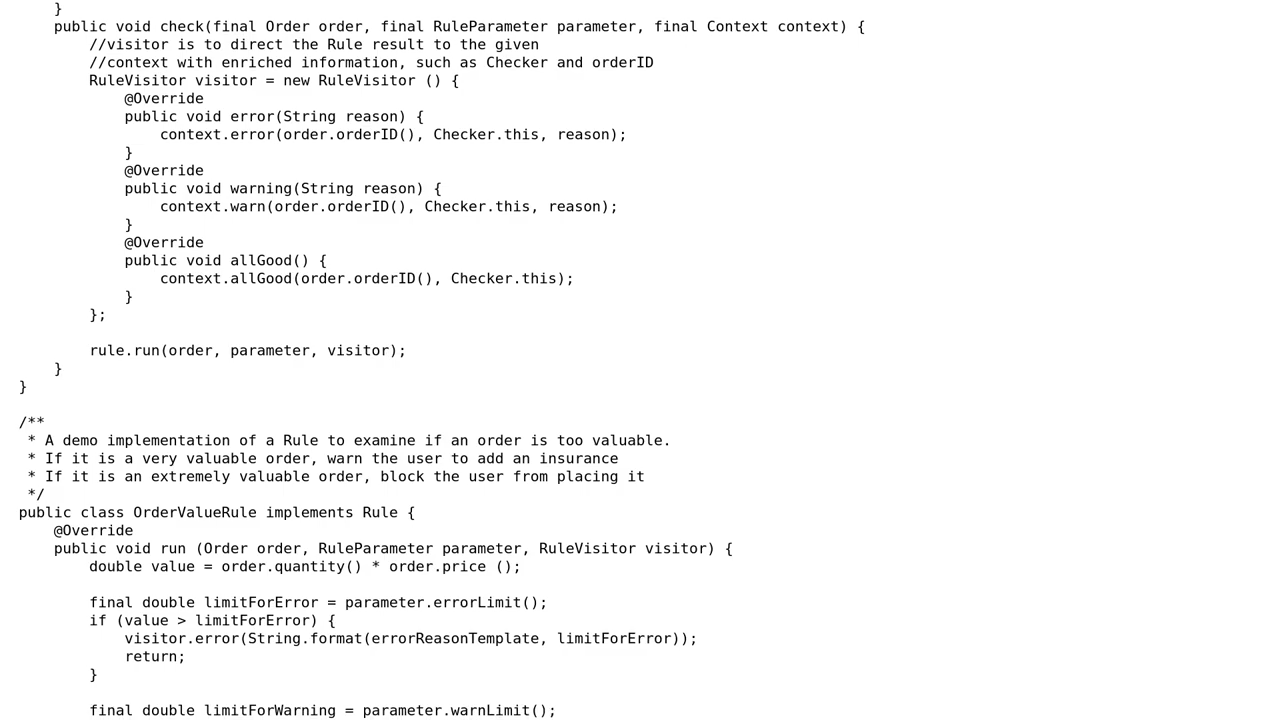 }
    public void check(final Order order, final RuleParameter parameter, final Context context) {
        //visitor is to direct the Rule result to the given
        //context with enriched information, such as Checker and orderID
        RuleVisitor visitor = new RuleVisitor () {
            @Override
            public void error(String reason) {
                context.error(order.orderID(), Checker.this, reason);
            }
            @Override
            public void warning(String reason) {
                context.warn(order.orderID(), Checker.this, reason);
            }
            @Override
            public void allGood() {
                context.allGood(order.orderID(), Checker.this);
            }
        };

        rule.run(order, parameter, visitor);
    }
}

/**
 * A demo implementation of a Rule to examine if an order is too valuable.
 * If it is a very valuable order, warn the user to add an insurance
 * If it is an extremely valuable order, block the user from placing it
 */
public class OrderValueRule implements Rule {
    @Override
    public void run (Order order, RuleParameter parameter, RuleVisitor visitor) {
        double value = order.quantity() * order.price ();

        final double limitForError = parameter.errorLimit();
        if (value > limitForError) {
            visitor.error(String.format(errorReasonTemplate, limitForError));
            return;
        }

        final double limitForWarning = parameter.warnLimit();